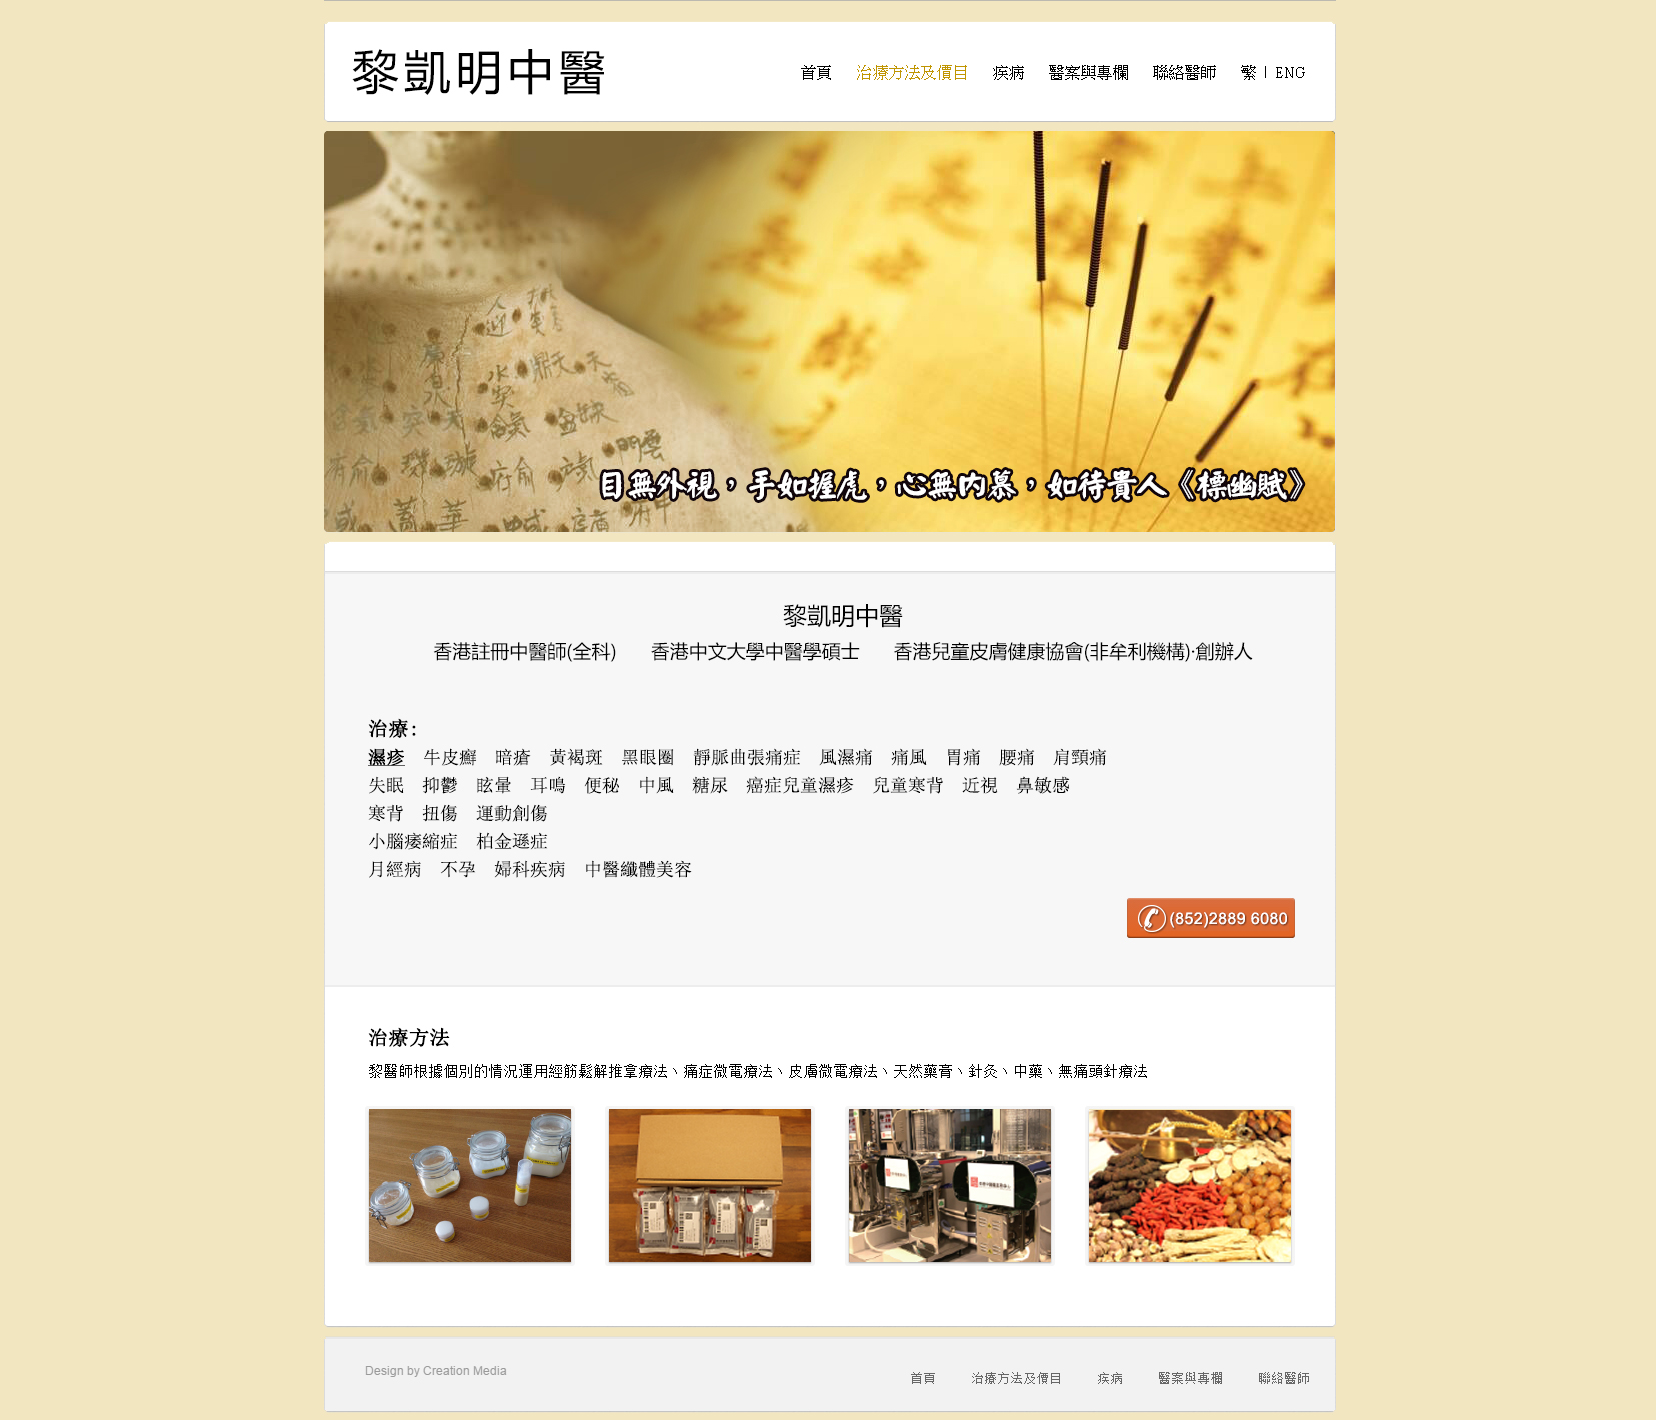 黎凱明中醫
首頁 治療方法及價目 疾病 醫案與專欄 聯絡醫師 繁 | ENG
目無外視，手如握虎，心無內慕，如待貴人《標幽賦》
黎凱明中醫
香港註冊中醫師(全科) 香港中文大學中醫學碩士 香港兒童皮膚健康協會(非牟利機構)·創辦人
治療：
濕疹 牛皮癬 暗瘡 黃褐斑 黑眼圈 靜脈曲張痛症 風濕痛 痛風 胃痛 腰痛 肩頸痛
失眠 抑鬱 眩暈 耳鳴 便秘 中風 糖尿 癌症兒童濕疹 兒童寒背 近視 鼻敏感
寒背 扭傷 運動創傷
小腦痿縮症 柏金遜症
月經病 不孕 婦科疾病 中醫纖體美容
(852)2889 6080
治療方法
黎醫師根據個別的情況運用經筋鬆解推拿療法、痛症微電療法、皮膚微電療法、天然藥膏、針灸、中藥、無痛頭針療法
Design by Creation Media
首頁 治療方法及價目 疾病 醫案與專欄 聯絡醫師